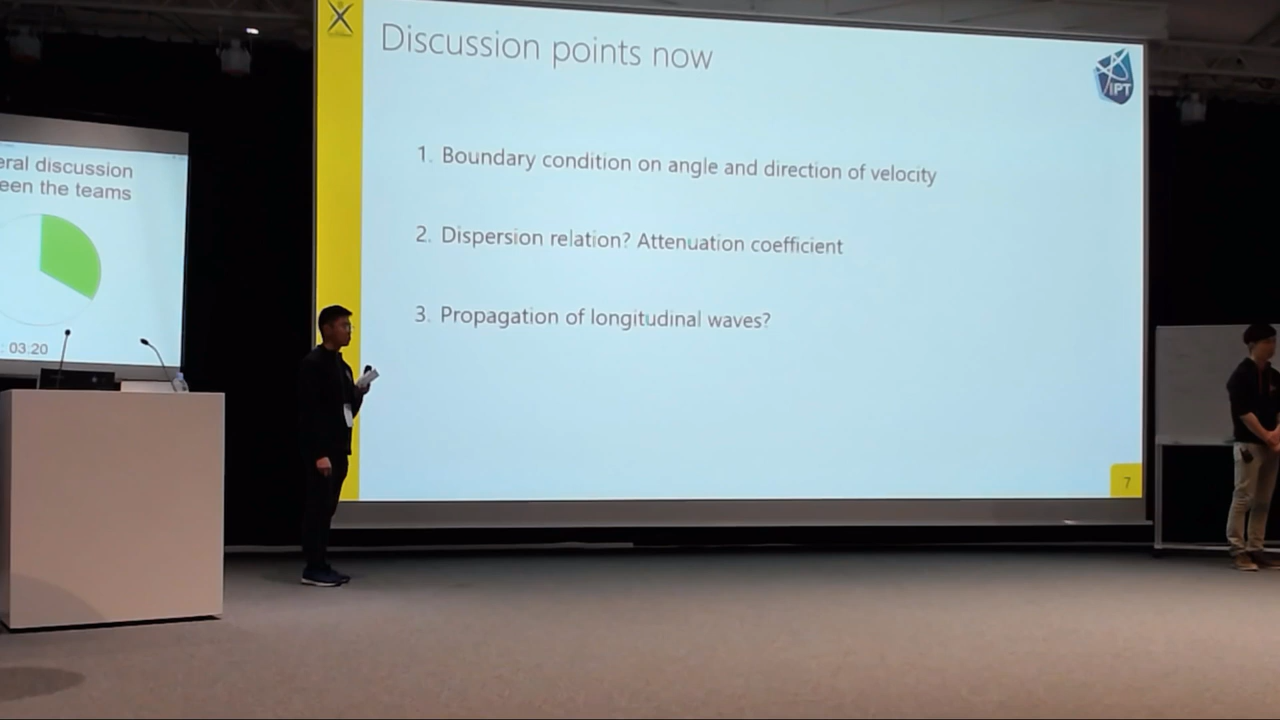 Discussion points now
IPT
1. Boundary condition on angle and direction of velocity
2. Dispersion relation? Attenuation coefficient
3. Propagation of longitudinal waves?
7
eral discussion
een the teams
: 03:20